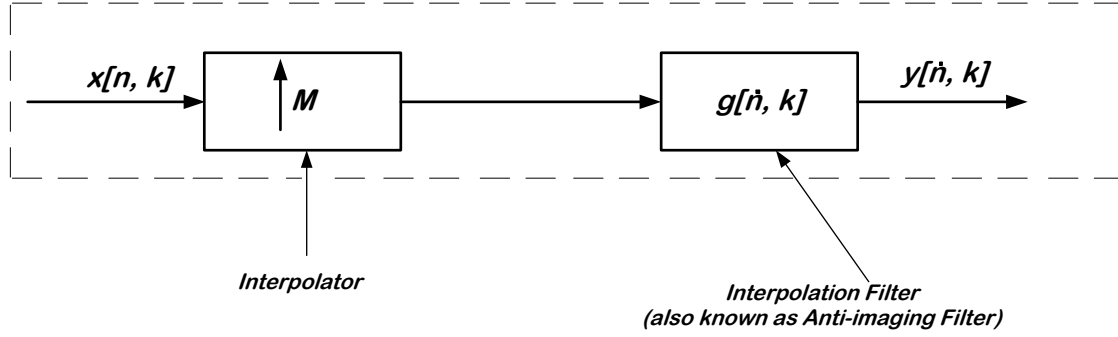 x[n, k]
M
g[ṅ, k]
y[ṅ, k]
Interpolator
Interpolation Filter
(also known as Anti-imaging Filter)